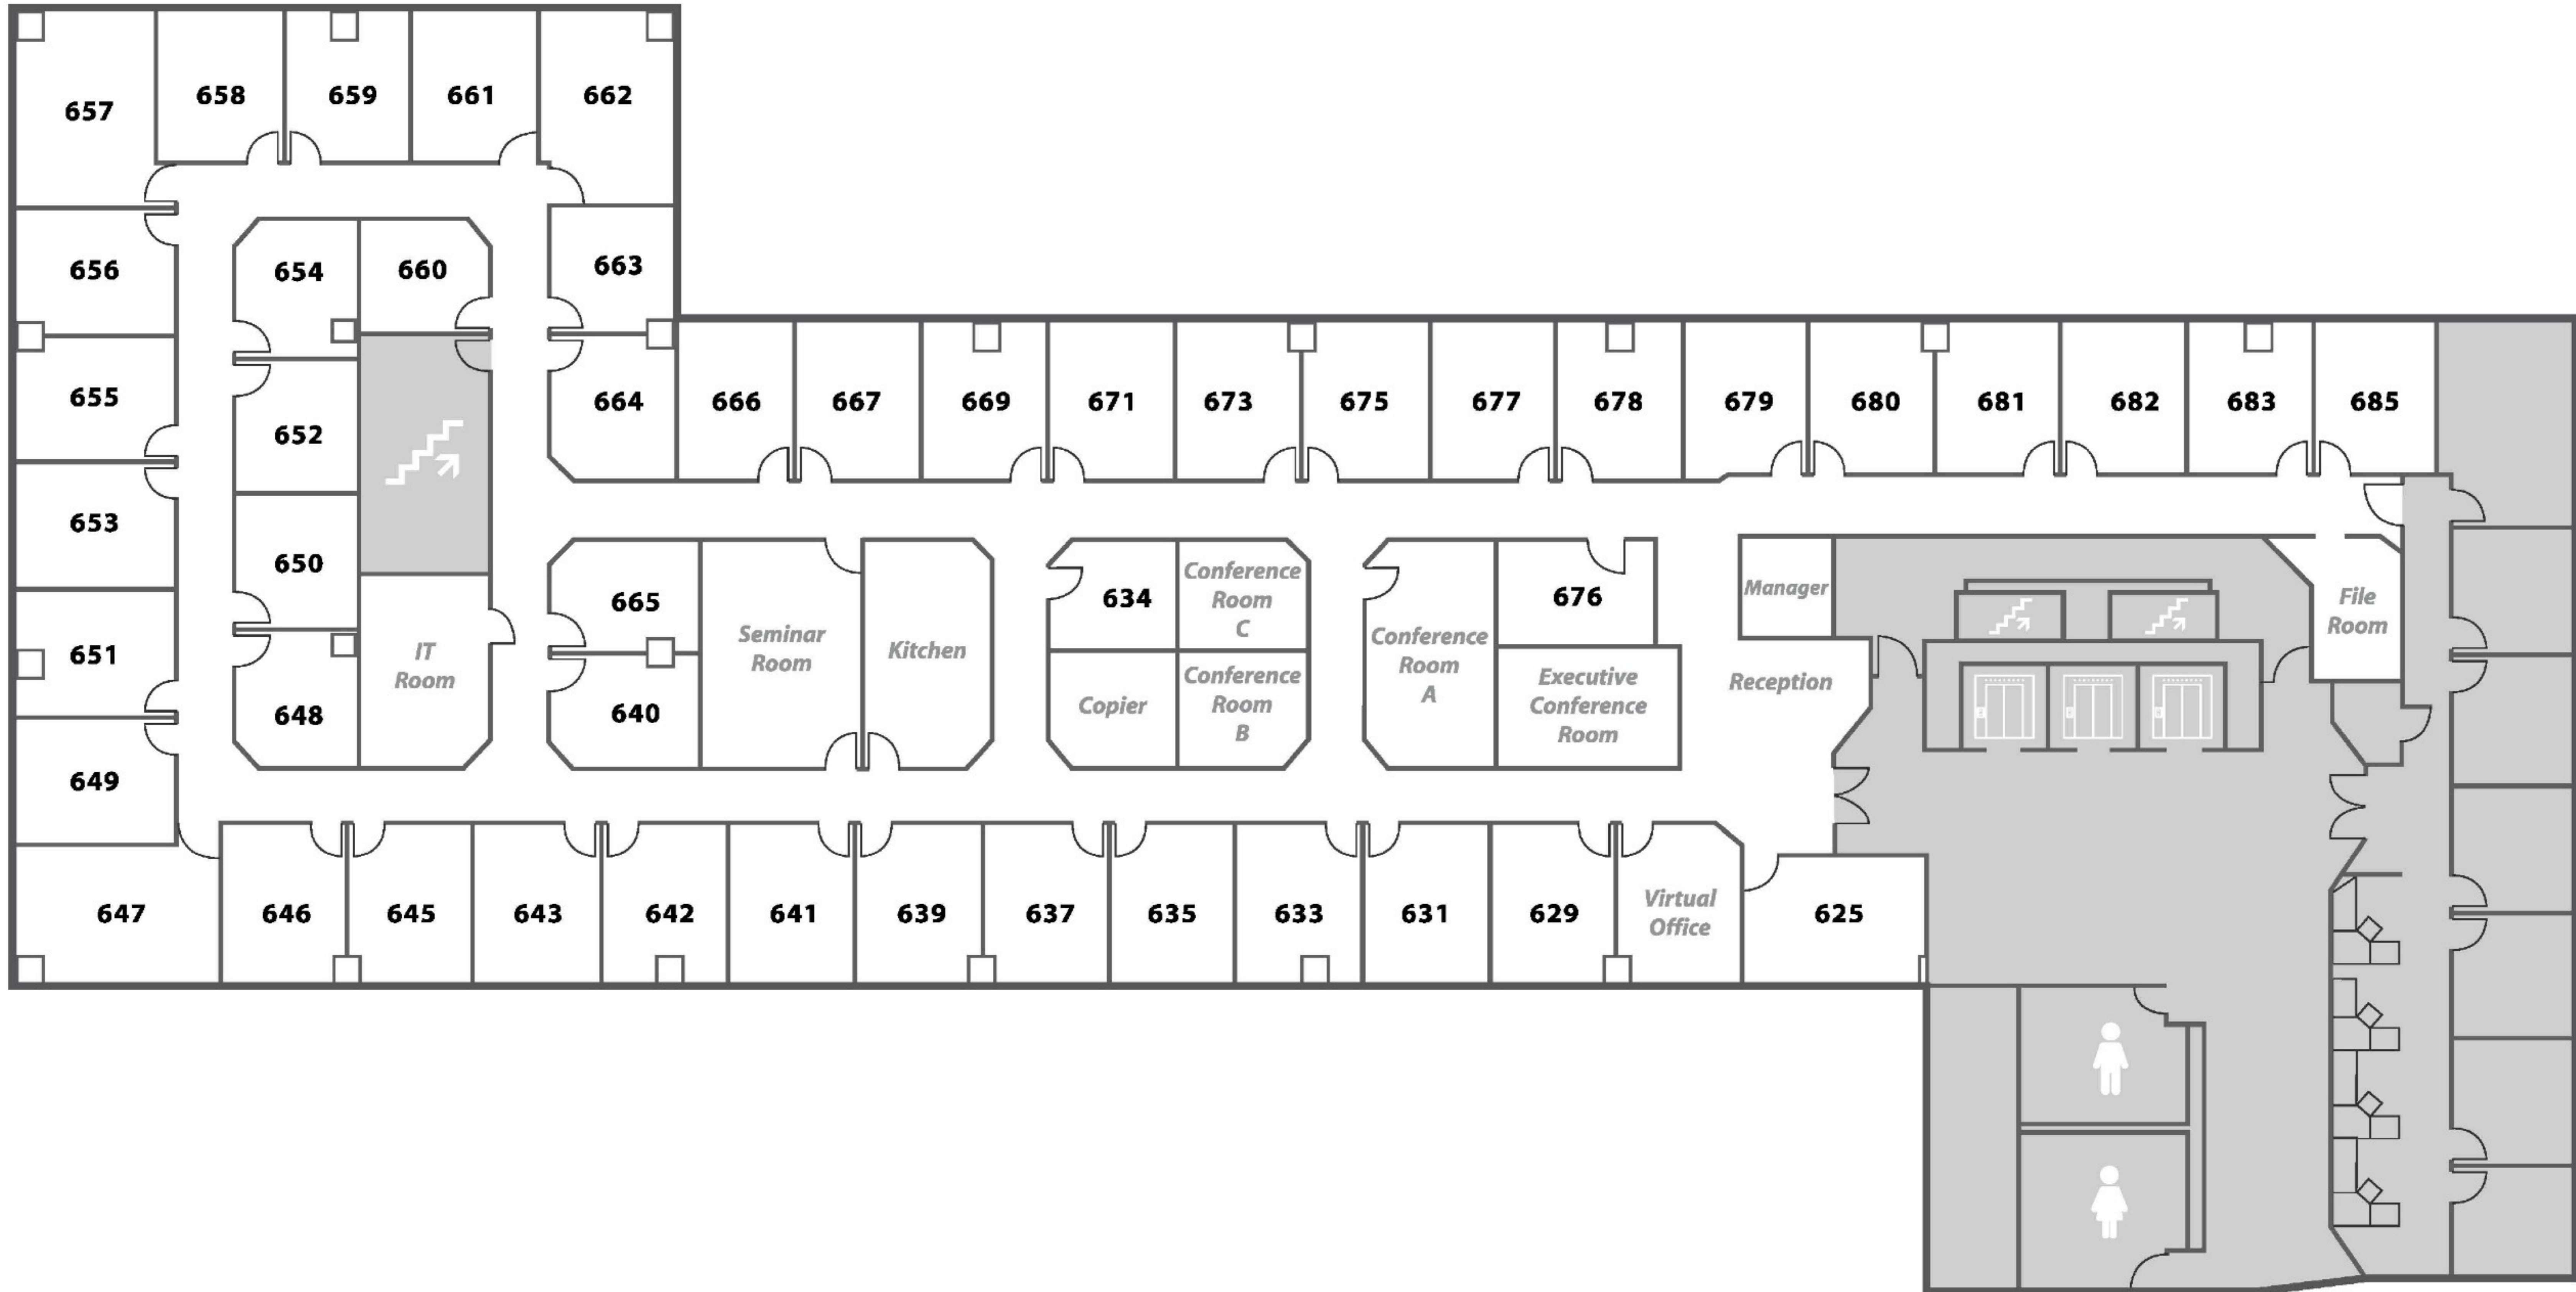 657
658
659
661
662
656
654
660
663
655
652
664
666
667
669
671
673
675
677
678
679
680
681
682
683
685
653
650
651
648
IT
Room
665
640
Seminar
Room
Kitchen
634
Conference
Room
C
Copier
Conference
Room
B
Conference
Room
A
676
Executive
Conference
Room
Manager
Reception
File
Room
649
647
646
645
643
642
641
639
637
635
633
631
629
Virtual
Office
625